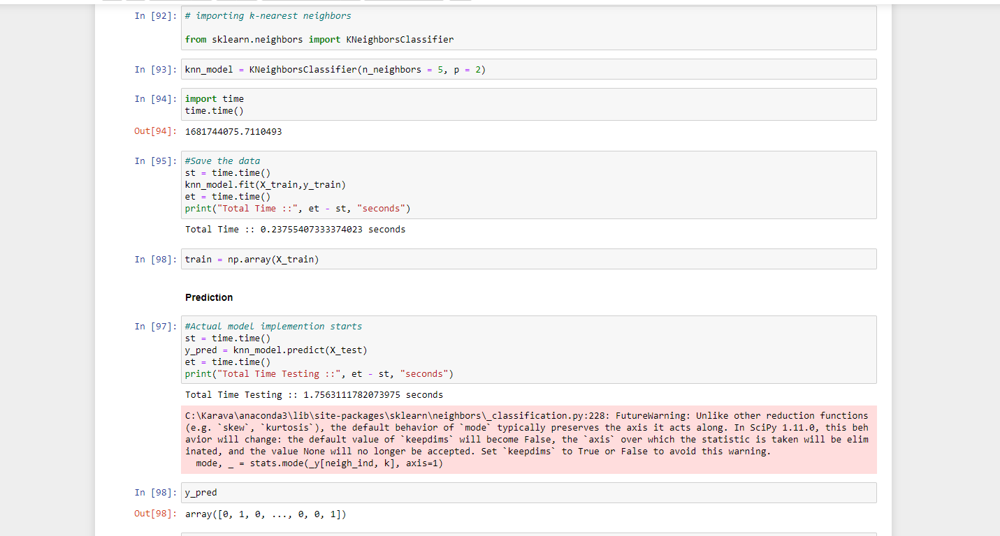 In [92]: # importing k-nearest neighbors
from sklearn.neighbors import KNeighborsClassifier
In [93]: knn_model = KNeighborsClassifier(n_neighbors = 5, p = 2)
In [94]: import time
time.time()
Out[94]: 1681744075.7110493
In [95]: #Save the data
st = time.time()
knn_model.fit(X_train,y_train)
et = time.time()
print("Total Time ::", et - st, "seconds")
Total Time :: 0.23755407333374023 seconds
In [98]: train = np.array(X_train)
Prediction
In [97]: #Actual model implemention starts
st = time.time()
y_pred = knn_model.predict(X_test)
et = time.time()
print("Total Time Testing ::", et - st, "seconds")
Total Time Testing :: 1.7563111782073975 seconds
C:\Karava\anaconda3\lib\site-packages\sklearn\neighbors\_classification.py:228: FutureWarning: Unlike other reduction functions
(e.g. `skew`, `kurtosis`), the default behavior of `mode` typically preserves the axis it acts along. In SciPy 1.11.0, this beh
avior will change: the default value of `keepdims` will become False, the `axis` over which the statistic is taken will be elim
inated, and the value None will no longer be accepted. Set `keepdims` to True or False to avoid this warning.
mode, _ = stats.mode(_y[neigh_ind, k], axis=1)
In [98]: y_pred
Out[98]: array([0, 1, 0, ..., 0, 0, 1])